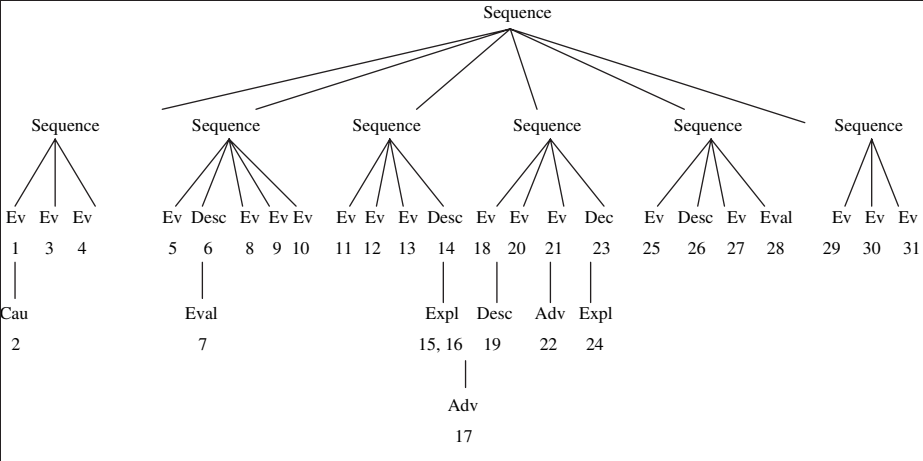 Sequence
Sequence Sequence Sequence Sequence Sequence Sequence
Ev Ev Ev Ev Desc Ev Ev Ev Ev Ev Ev Desc Ev Ev Ev Dec Ev Desc Ev Eval Ev Ev Ev
1 3 4 5 6 8 9 10 11 12 13 14 18 20 21 23 25 26 27 28 29 30 31
Cau Eval Expl Desc Adv Expl
2 7 15, 16 19 22 24
Adv
17